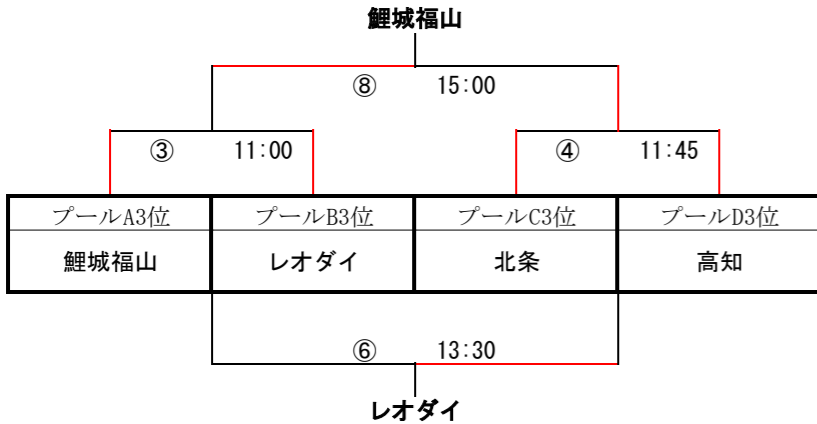 鯉城福山
⑧ 15:00
③ 11:00 ④ 11:45
プールA3位 プールB3位 プールC3位 プールD3位
鯉城福山 レオダイ 北条 高知
⑥ 13:30
レオダイ